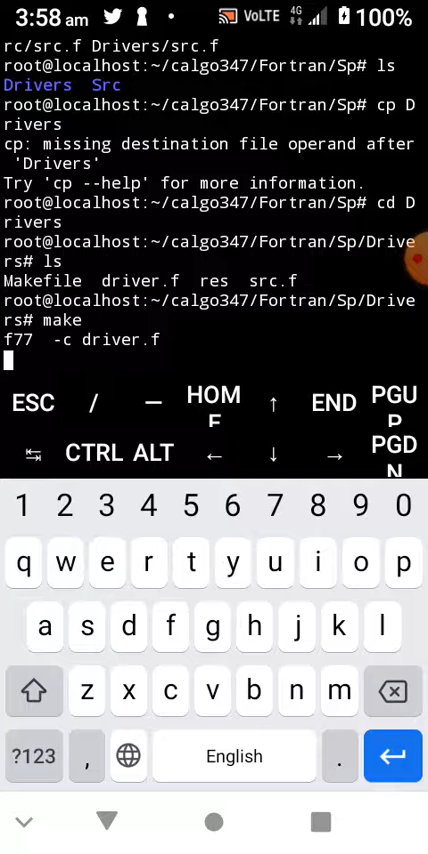 3:58 am VoLTE 4G 100%
rc/src.f Drivers/src.f
root@localhost:~/calgo347/Fortran/Sp# ls
Drivers  Src
root@localhost:~/calgo347/Fortran/Sp# cp D
rivers
cp: missing destination file operand after
 'Drivers'
Try 'cp --help' for more information.
root@localhost:~/calgo347/Fortran/Sp# cd D
rivers
root@localhost:~/calgo347/Fortran/Sp/Drive
rs# ls
Makefile  driver.f  res  src.f
root@localhost:~/calgo347/Fortran/Sp/Drive
rs# make
f77  -c driver.f
ESC / — HOME ↑ END PGUP
↹ CTRL ALT ← ↓ → PGDN
1 2 3 4 5 6 7 8 9 0
q w e r t y u i o p
a s d f g h j k l
z x c v b n m
?123 , English .